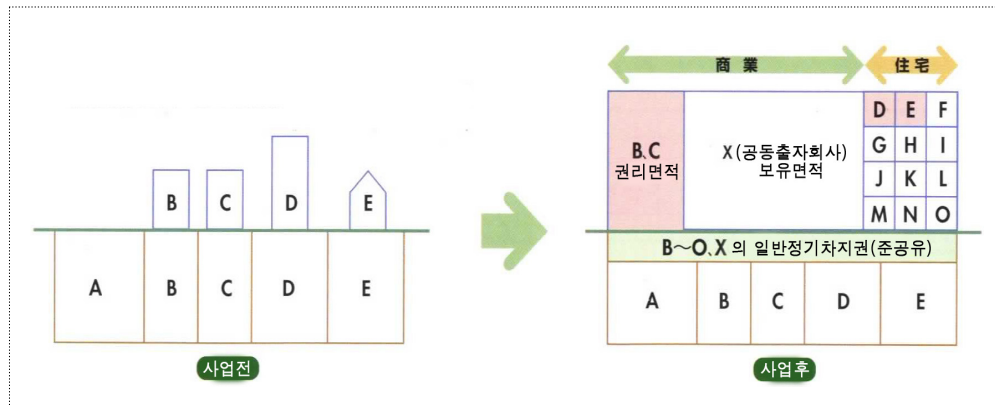 B
C
D
E
A
B
C
D
E
사업전
商業
住宅
B、C
권리면적
X (공동출자회사)
보유면적
D E F
G H I
J K L
M N O
B～O、X 의 일반정기차지권(준공유)
A
B
C
D
E
사업후